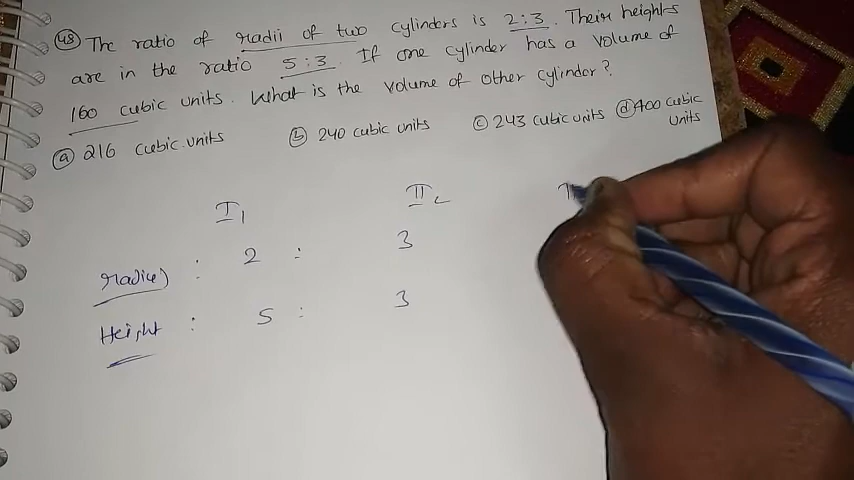 48 The ratio of radii of two cylinders is 2:3. Their heights
are in the ratio 5:3. If one cylinder has a volume of
160 cubic units. What is the volume of other cylinder?
a 216 cubic units b 240 cubic units c 243 cubic units d 400 cubic units
I1 II2
radius : 2 : 3
Height : 5 : 3